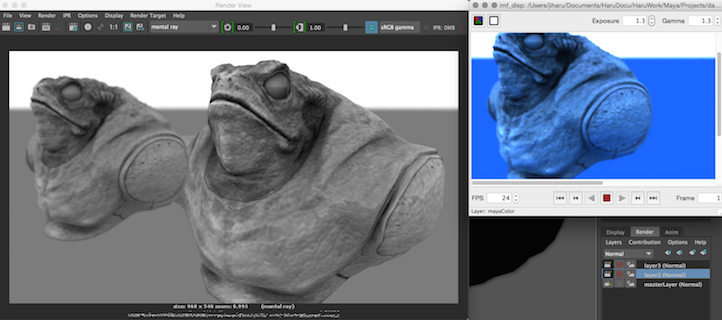 Render View
File View Render IPR Options Display Render Target Help
1:1 IPR mental ray 0.00 1.00 sRGB gamma IPR: 0MB
size: 960 x 540 zoom: 0.993 (mental ray)
imf_disp: /Users/jiharu/Documents/HaruDocu/HaruWork/Maya/Projects/da...
Exposure 1.3 Gamma 1.3
FPS 24 Frame 1
Layer: mayaColor
Display Render Anim
Layers Contribution Options Help
Normal
layer3 (Normal)
layer2 (Normal)
masterLayer (Normal)